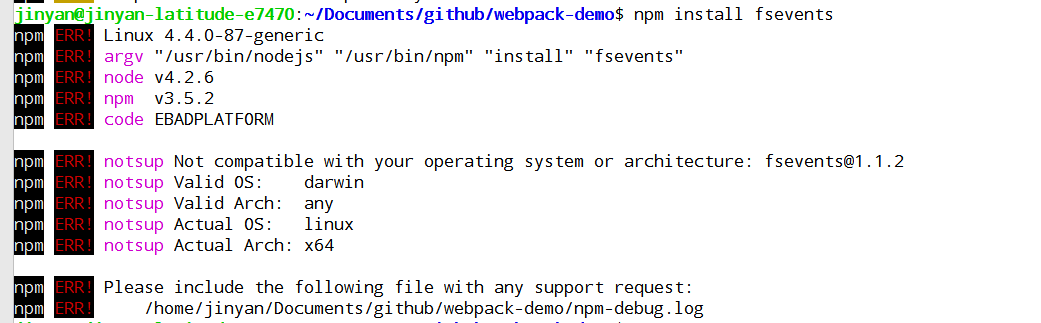 jinyan@jinyan-latitude-e7470:~/Documents/github/webpack-demo$ npm install fsevents
npm ERR! Linux 4.4.0-87-generic
npm ERR! argv "/usr/bin/nodejs" "/usr/bin/npm" "install" "fsevents"
npm ERR! node v4.2.6
npm ERR! npm  v3.5.2
npm ERR! code EBADPLATFORM
npm ERR! notsup Not compatible with your operating system or architecture: fsevents@1.1.2
npm ERR! notsup Valid OS:    darwin
npm ERR! notsup Valid Arch:  any
npm ERR! notsup Actual OS:   linux
npm ERR! notsup Actual Arch: x64
npm ERR! Please include the following file with any support request:
npm ERR!     /home/jinyan/Documents/github/webpack-demo/npm-debug.log